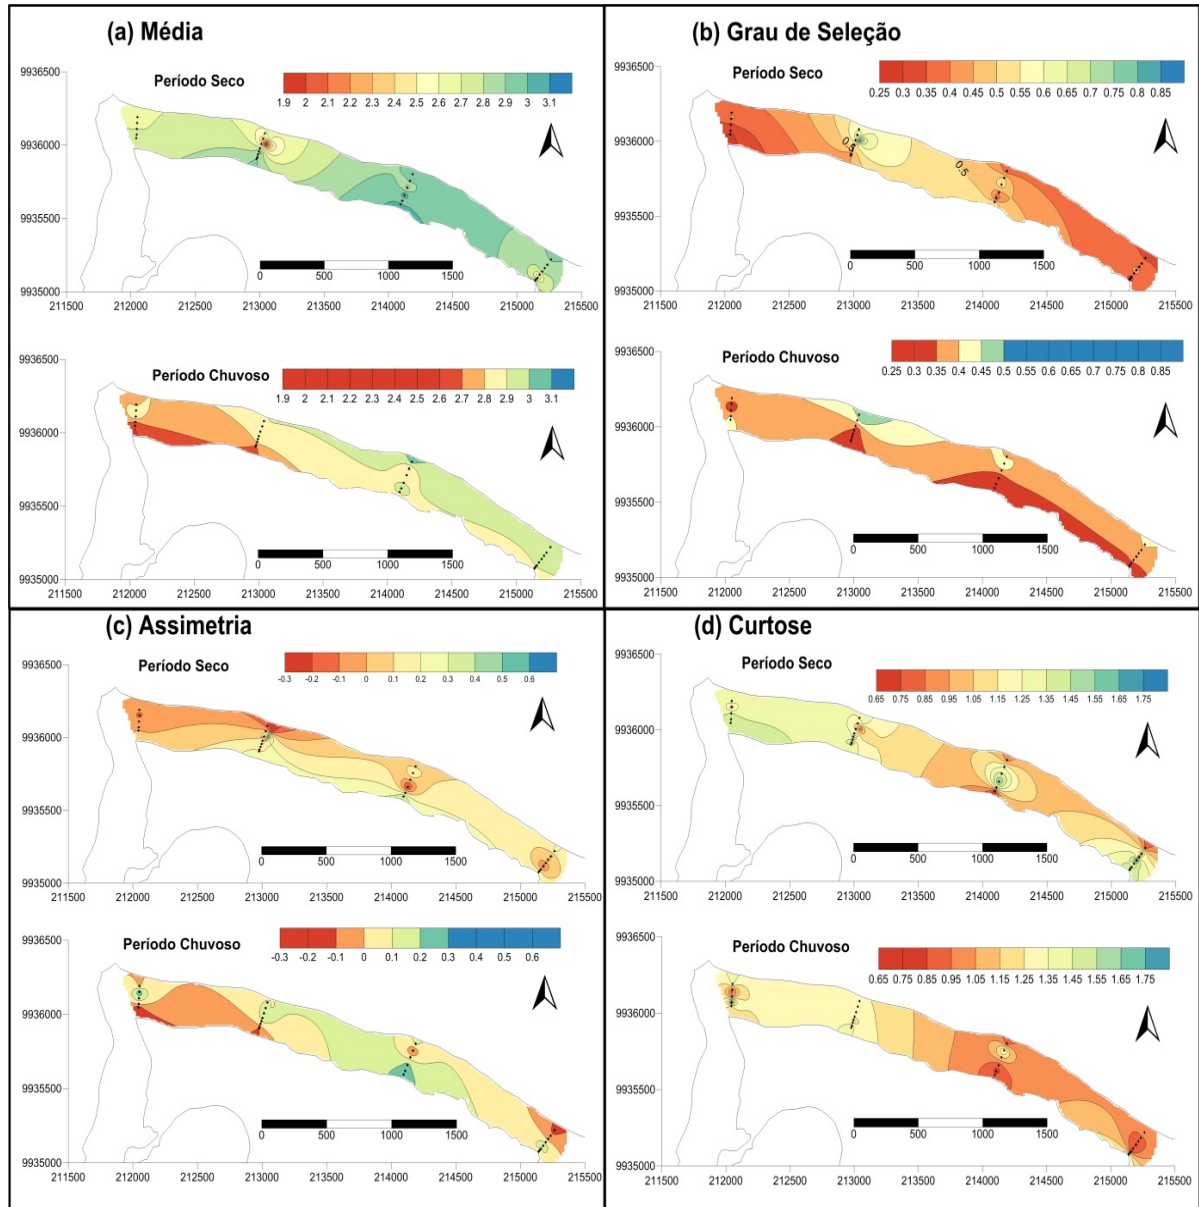 (a) Média
Período Seco
1.9 2 2.1 2.2 2.3 2.4 2.5 2.6 2.7 2.8 2.9 3 3.1
9936500
9936000
9935500
9935000
0 500 1000 1500
211500 212000 212500 213000 213500 214000 214500 215000 215500
Período Chuvoso
1.9 2 2.1 2.2 2.3 2.4 2.5 2.6 2.7 2.8 2.9 3 3.1
9936500
9936000
9935500
9935000
0 500 1000 1500
211500 212000 212500 213000 213500 214000 214500 215000 215500
(b) Grau de Seleção
Período Seco
0.25 0.3 0.35 0.4 0.45 0.5 0.55 0.6 0.65 0.7 0.75 0.8 0.85
9936500
9936000
0.5
0.5
9935500
9935000
0 500 1000 1500
211500 212000 212500 213000 213500 214000 214500 215000 215500
Período Chuvoso
0.25 0.3 0.35 0.4 0.45 0.5 0.55 0.6 0.65 0.7 0.75 0.8 0.85
9936500
9936000
9935500
9935000
0 500 1000 1500
211500 212000 212500 213000 213500 214000 214500 215000 215500
(c) Assimetria
Período Seco
-0.3 -0.2 -0.1 0 0.1 0.2 0.3 0.4 0.5 0.6
9936500
9936000
9935500
9935000
0 500 1000 1500
211500 212000 212500 213000 213500 214000 214500 215000 215500
Período Chuvoso
-0.3 -0.2 -0.1 0 0.1 0.2 0.3 0.4 0.5 0.6
9936500
9936000
9935500
9935000
0 500 1000 1500
211500 212000 212500 213000 213500 214000 214500 215000 215500
(d) Curtose
Período Seco
0.65 0.75 0.85 0.95 1.05 1.15 1.25 1.35 1.45 1.55 1.65 1.75
9936500
9936000
9935500
9935000
0 500 1000 1500
211500 212000 212500 213000 213500 214000 214500 215000 215500
Período Chuvoso
0.65 0.75 0.85 0.95 1.05 1.15 1.25 1.35 1.45 1.55 1.65 1.75
9936500
9936000
9935500
9935000
0 500 1000 1500
211500 212000 212500 213000 213500 214000 214500 215000 215500